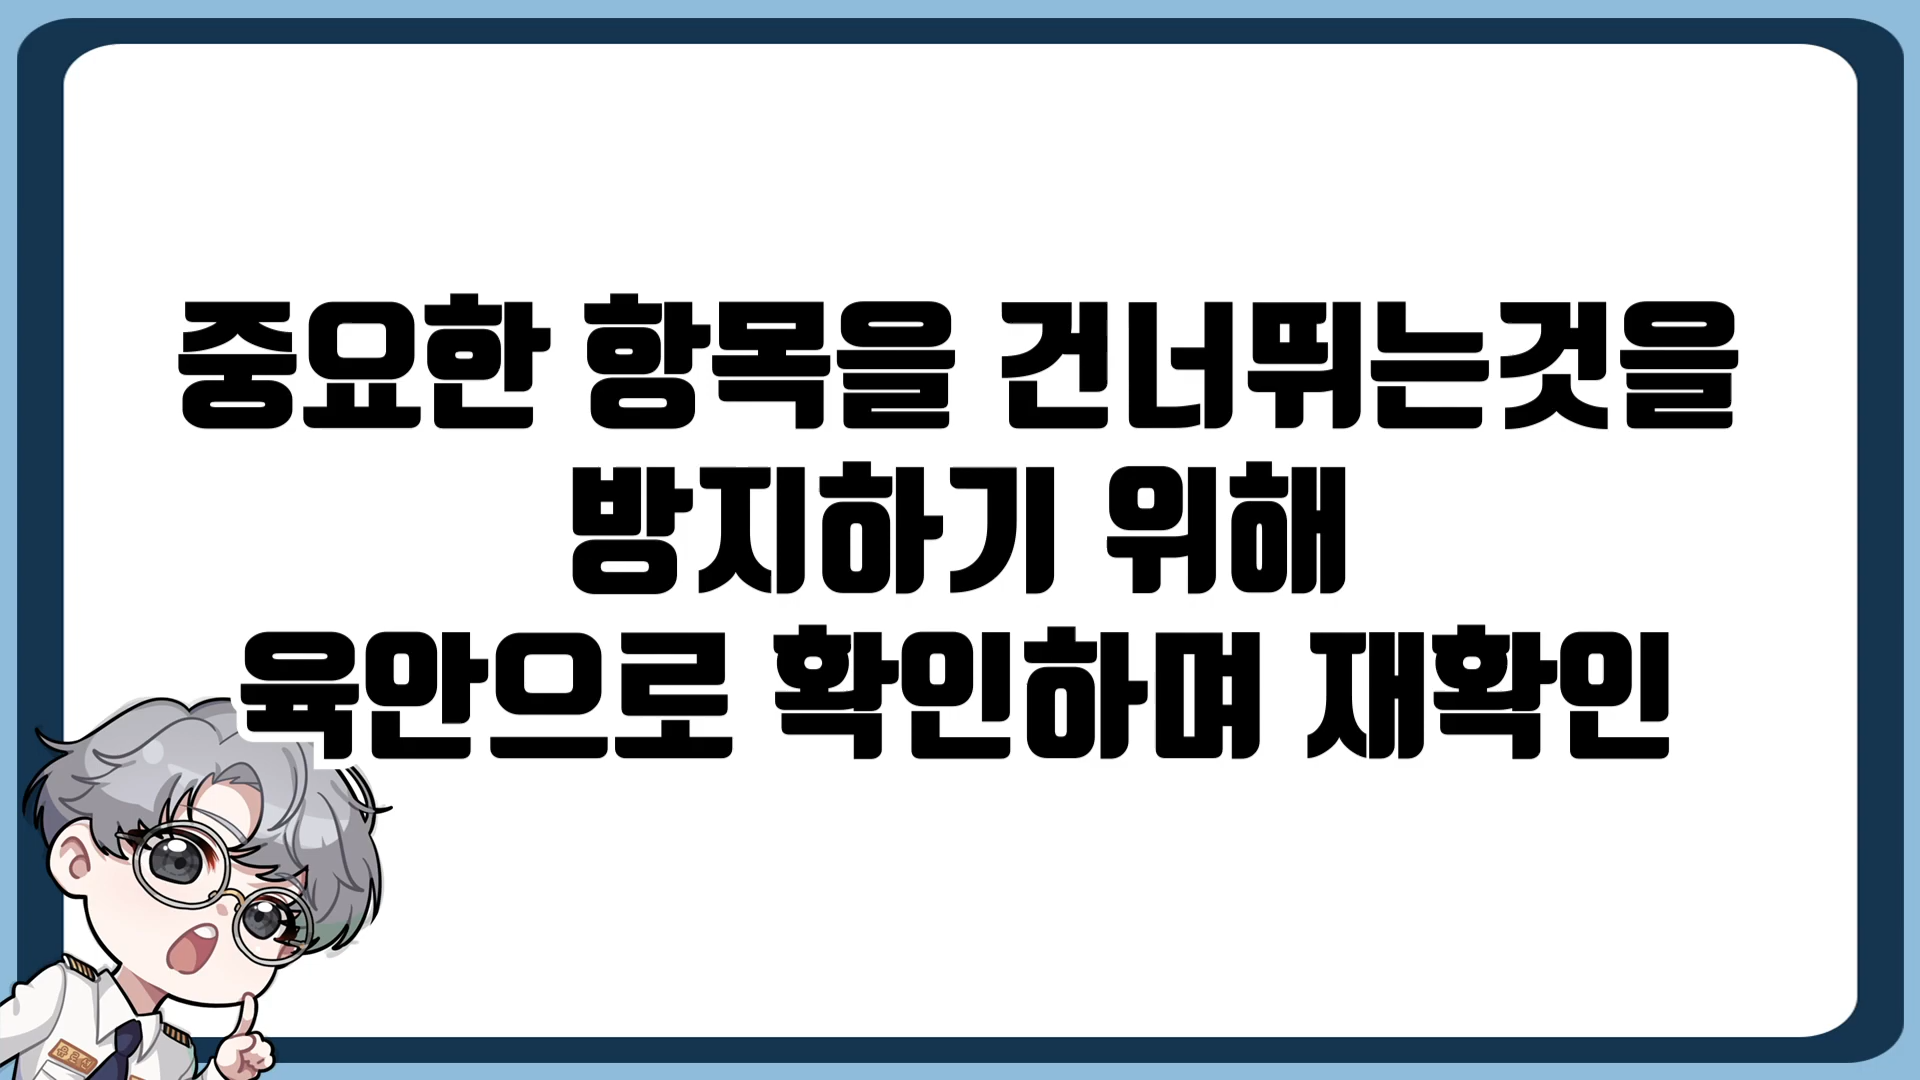 중요한 항목을 건너뛰는것을
방지하기 위해
육안으로 확인하며 재확인